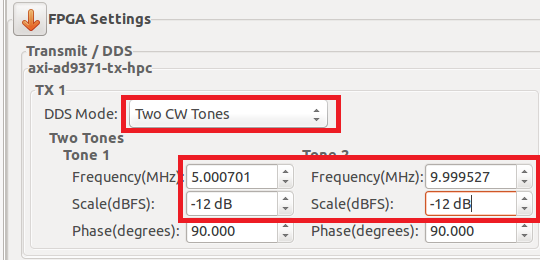 FPGA Settings
Transmit / DDS
axi-ad9371-tx-hpc
TX 1
DDS Mode: Two CW Tones
Two Tones
Tone 1 Tone 2
Frequency(MHz): 5.000701 Frequency(MHz): 9.999527
Scale(dBFS): -12 dB Scale(dBFS): -12 dB
Phase(degrees): 90.000 Phase(degrees): 90.000